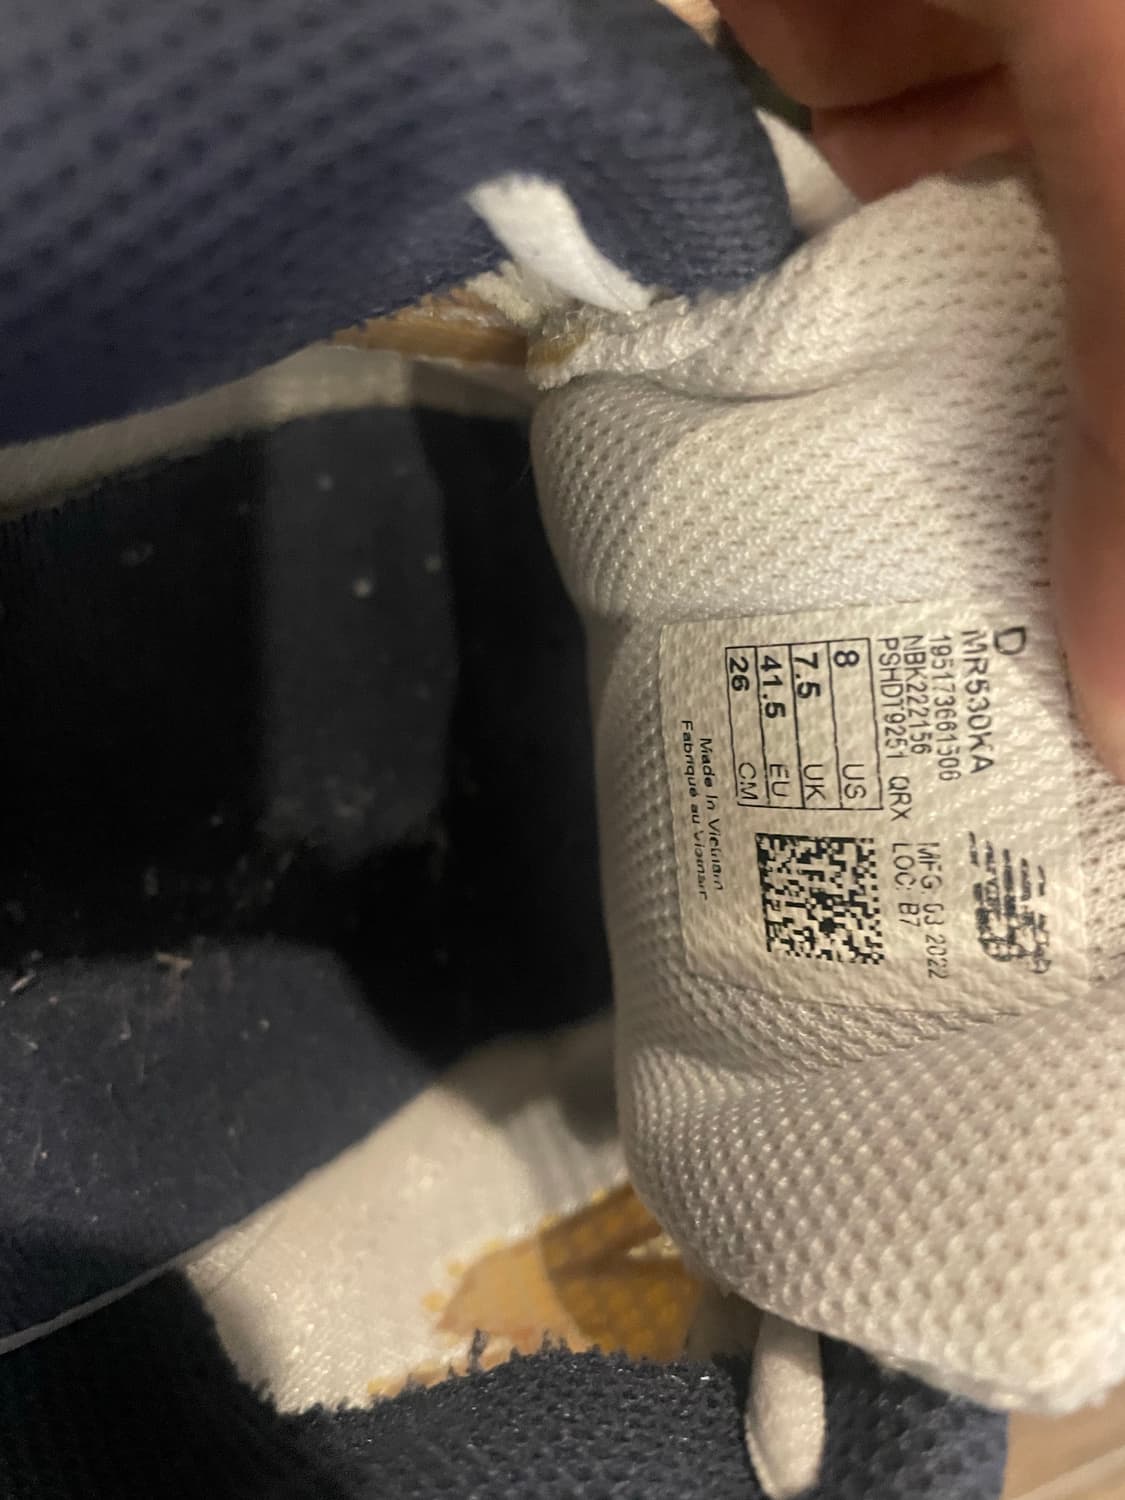 D
MR530KA
195173661506
NBK222156 MFG: 03 2022
PSHDT9251 QRX LOC: B7
8 US
7.5 UK
41.5 EU
26 CM
Made In Vietnam
Fabriqué au Vietnam